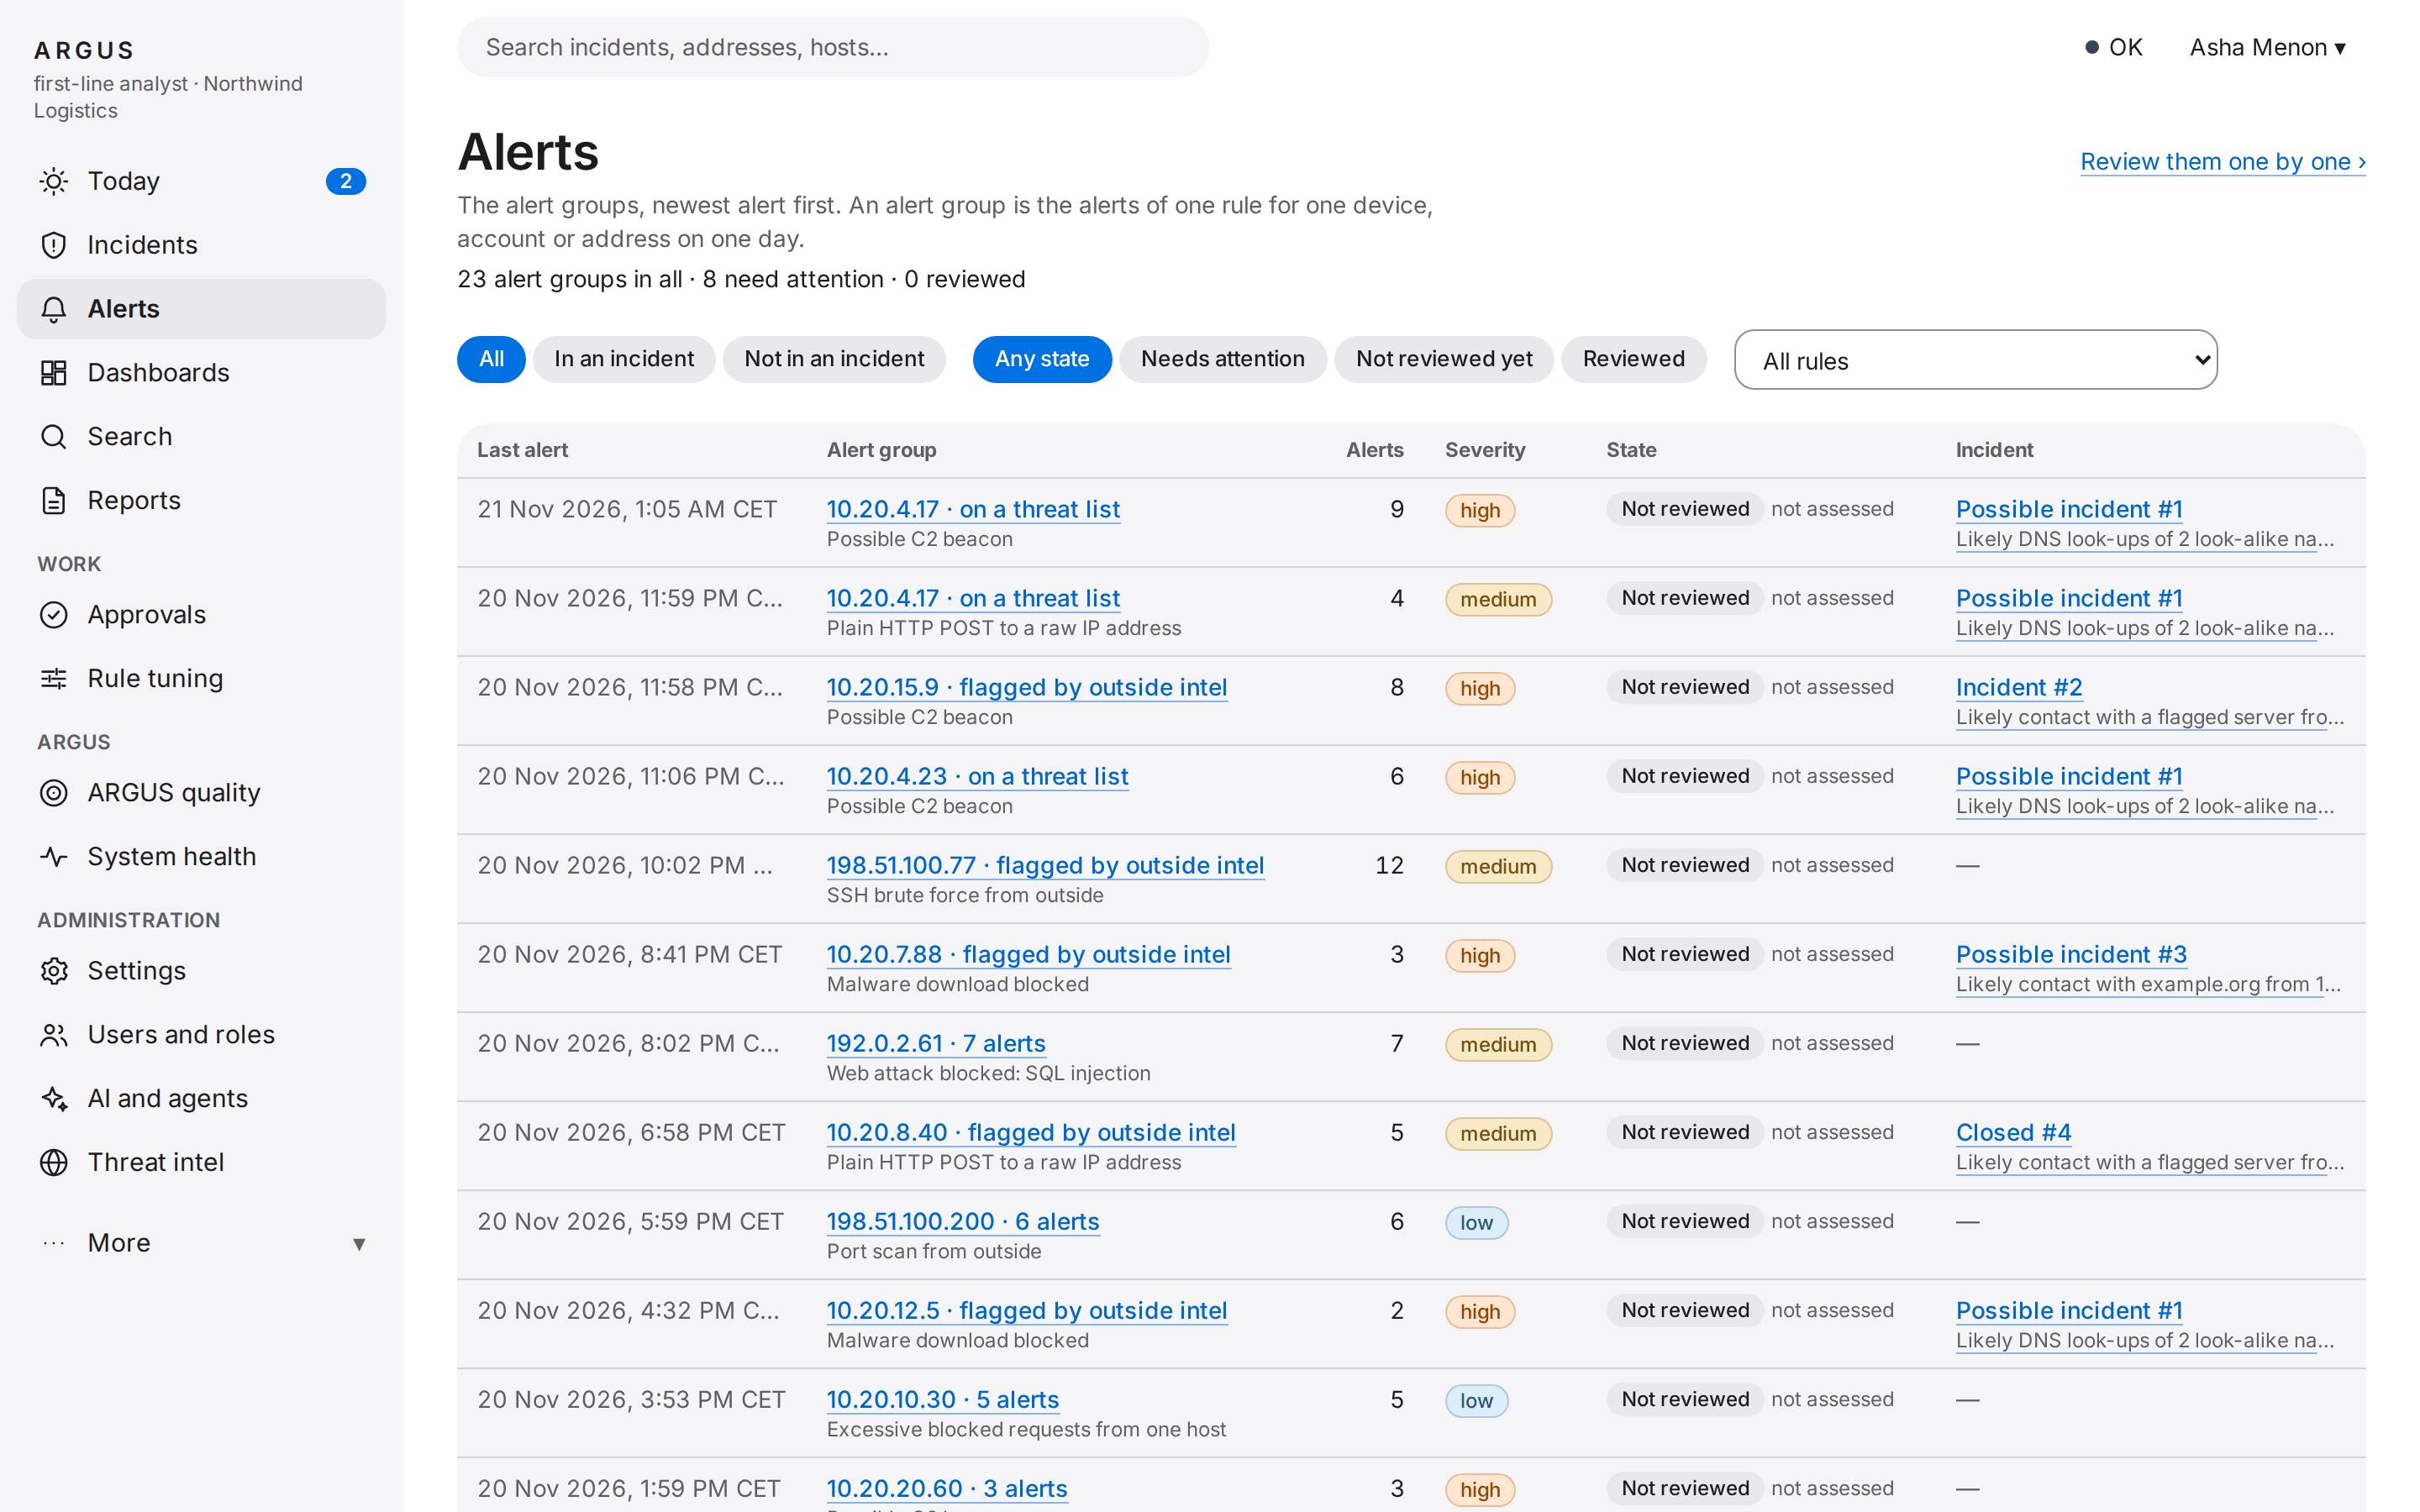 ARGUS
first-line analyst · Northwind
Logistics
Today 2
Incidents
Alerts
Dashboards
Search
Reports
WORK
Approvals
Rule tuning
ARGUS
ARGUS quality
System health
ADMINISTRATION
Settings
Users and roles
AI and agents
Threat intel
··· More ▾
Search incidents, addresses, hosts...
OK Asha Menon ▾
Alerts
Review them one by one ›
The alert groups, newest alert first. An alert group is the alerts of one rule for one device,
account or address on one day.
23 alert groups in all · 8 need attention · 0 reviewed
All In an incident Not in an incident Any state Needs attention Not reviewed yet Reviewed All rules
Last alert Alert group Alerts Severity State Incident
21 Nov 2026, 1:05 AM CET 10.20.4.17 · on a threat list 9 high Not reviewed not assessed Possible incident #1
Possible C2 beacon Likely DNS look-ups of 2 look-alike na...
20 Nov 2026, 11:59 PM C... 10.20.4.17 · on a threat list 4 medium Not reviewed not assessed Possible incident #1
Plain HTTP POST to a raw IP address Likely DNS look-ups of 2 look-alike na...
20 Nov 2026, 11:58 PM C... 10.20.15.9 · flagged by outside intel 8 high Not reviewed not assessed Incident #2
Possible C2 beacon Likely contact with a flagged server fro...
20 Nov 2026, 11:06 PM C... 10.20.4.23 · on a threat list 6 high Not reviewed not assessed Possible incident #1
Possible C2 beacon Likely DNS look-ups of 2 look-alike na...
20 Nov 2026, 10:02 PM ... 198.51.100.77 · flagged by outside intel 12 medium Not reviewed not assessed —
SSH brute force from outside
20 Nov 2026, 8:41 PM CET 10.20.7.88 · flagged by outside intel 3 high Not reviewed not assessed Possible incident #3
Malware download blocked Likely contact with example.org from 1...
20 Nov 2026, 8:02 PM C... 192.0.2.61 · 7 alerts 7 medium Not reviewed not assessed —
Web attack blocked: SQL injection
20 Nov 2026, 6:58 PM CET 10.20.8.40 · flagged by outside intel 5 medium Not reviewed not assessed Closed #4
Plain HTTP POST to a raw IP address Likely contact with a flagged server fro...
20 Nov 2026, 5:59 PM CET 198.51.100.200 · 6 alerts 6 low Not reviewed not assessed —
Port scan from outside
20 Nov 2026, 4:32 PM C... 10.20.12.5 · flagged by outside intel 2 high Not reviewed not assessed Possible incident #1
Malware download blocked Likely DNS look-ups of 2 look-alike na...
20 Nov 2026, 3:53 PM CET 10.20.10.30 · 5 alerts 5 low Not reviewed not assessed —
Excessive blocked requests from one host
20 Nov 2026, 1:59 PM CET 10.20.20.60 · 3 alerts 3 high Not reviewed not assessed —